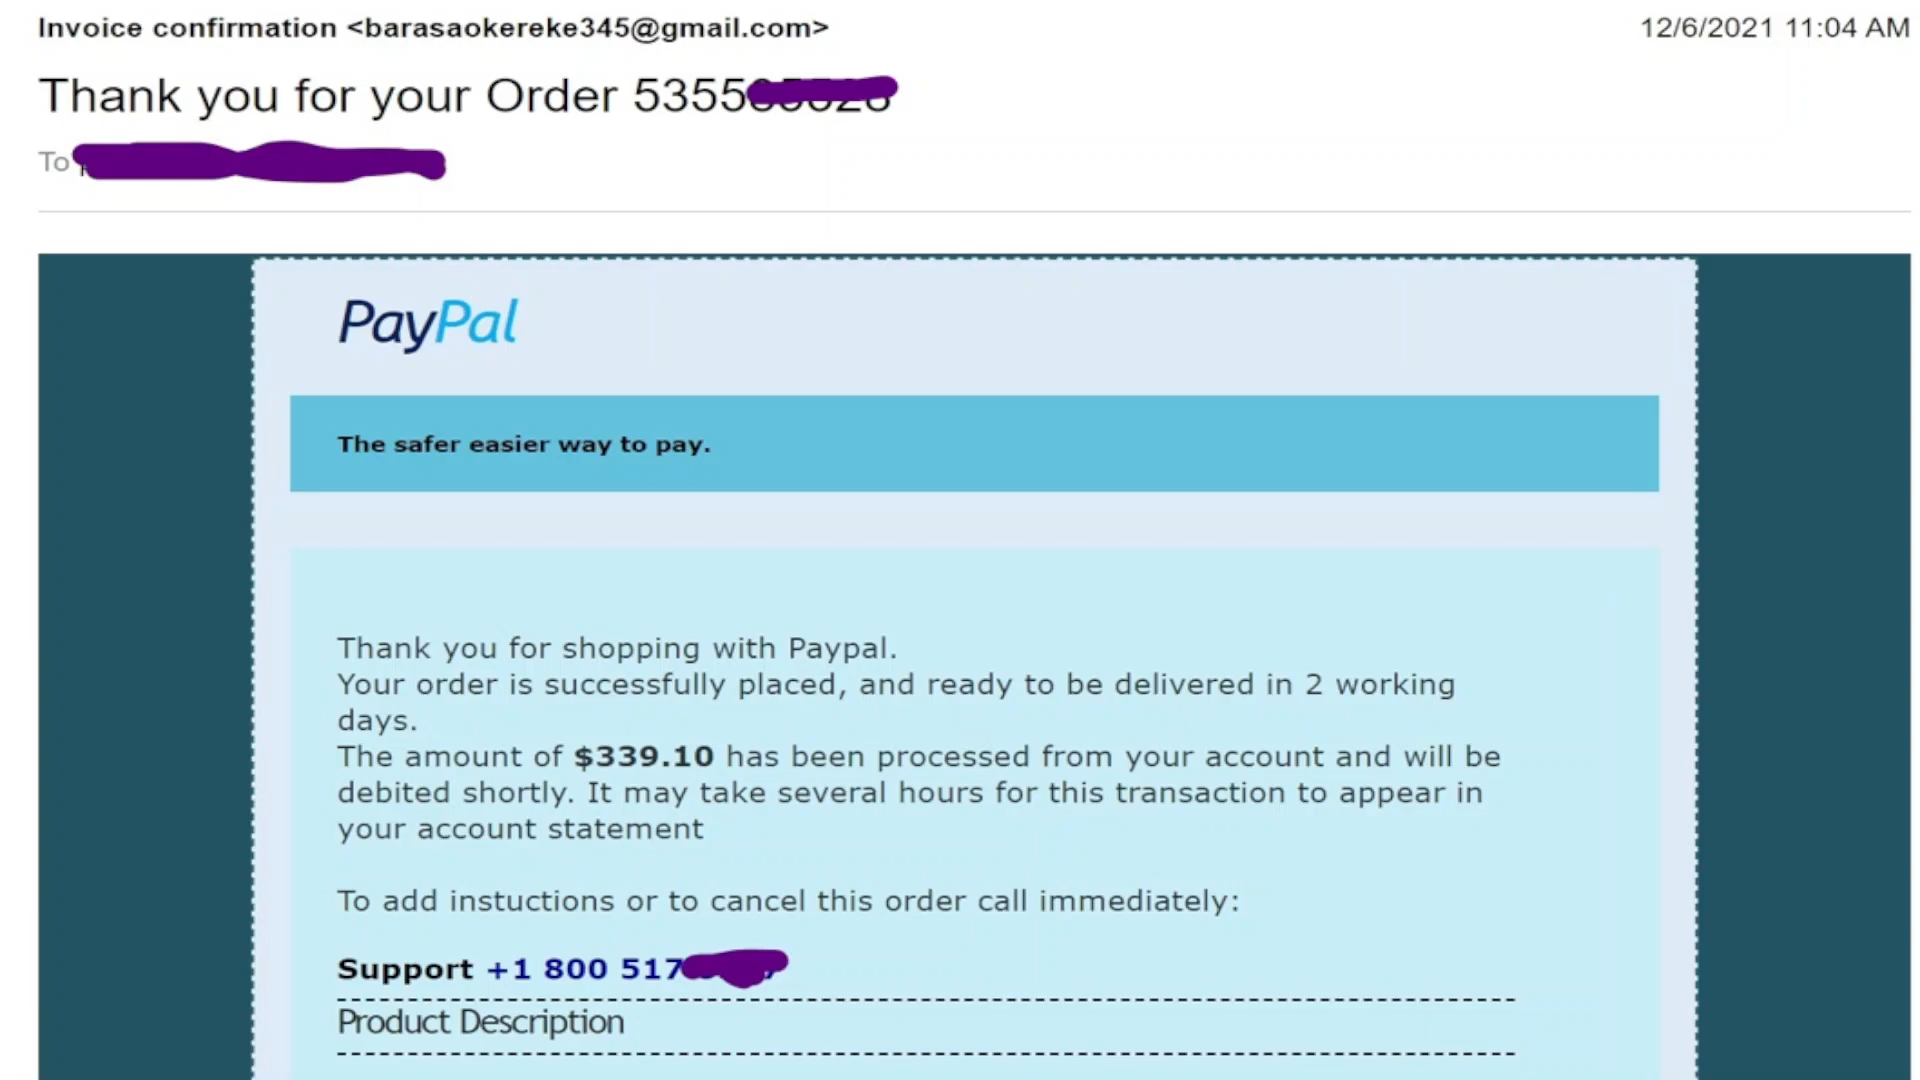 Invoice confirmation <barasaokereke345@gmail.com>
12/6/2021 11:04 AM
Thank you for your Order 5355
To
PayPal
The safer easier way to pay.
Thank you for shopping with Paypal.
Your order is successfully placed, and ready to be delivered in 2 working
days.
The amount of $339.10 has been processed from your account and will be
debited shortly. It may take several hours for this transaction to appear in
your account statement
To add instuctions or to cancel this order call immediately:
Support +1 800 517
Product Description